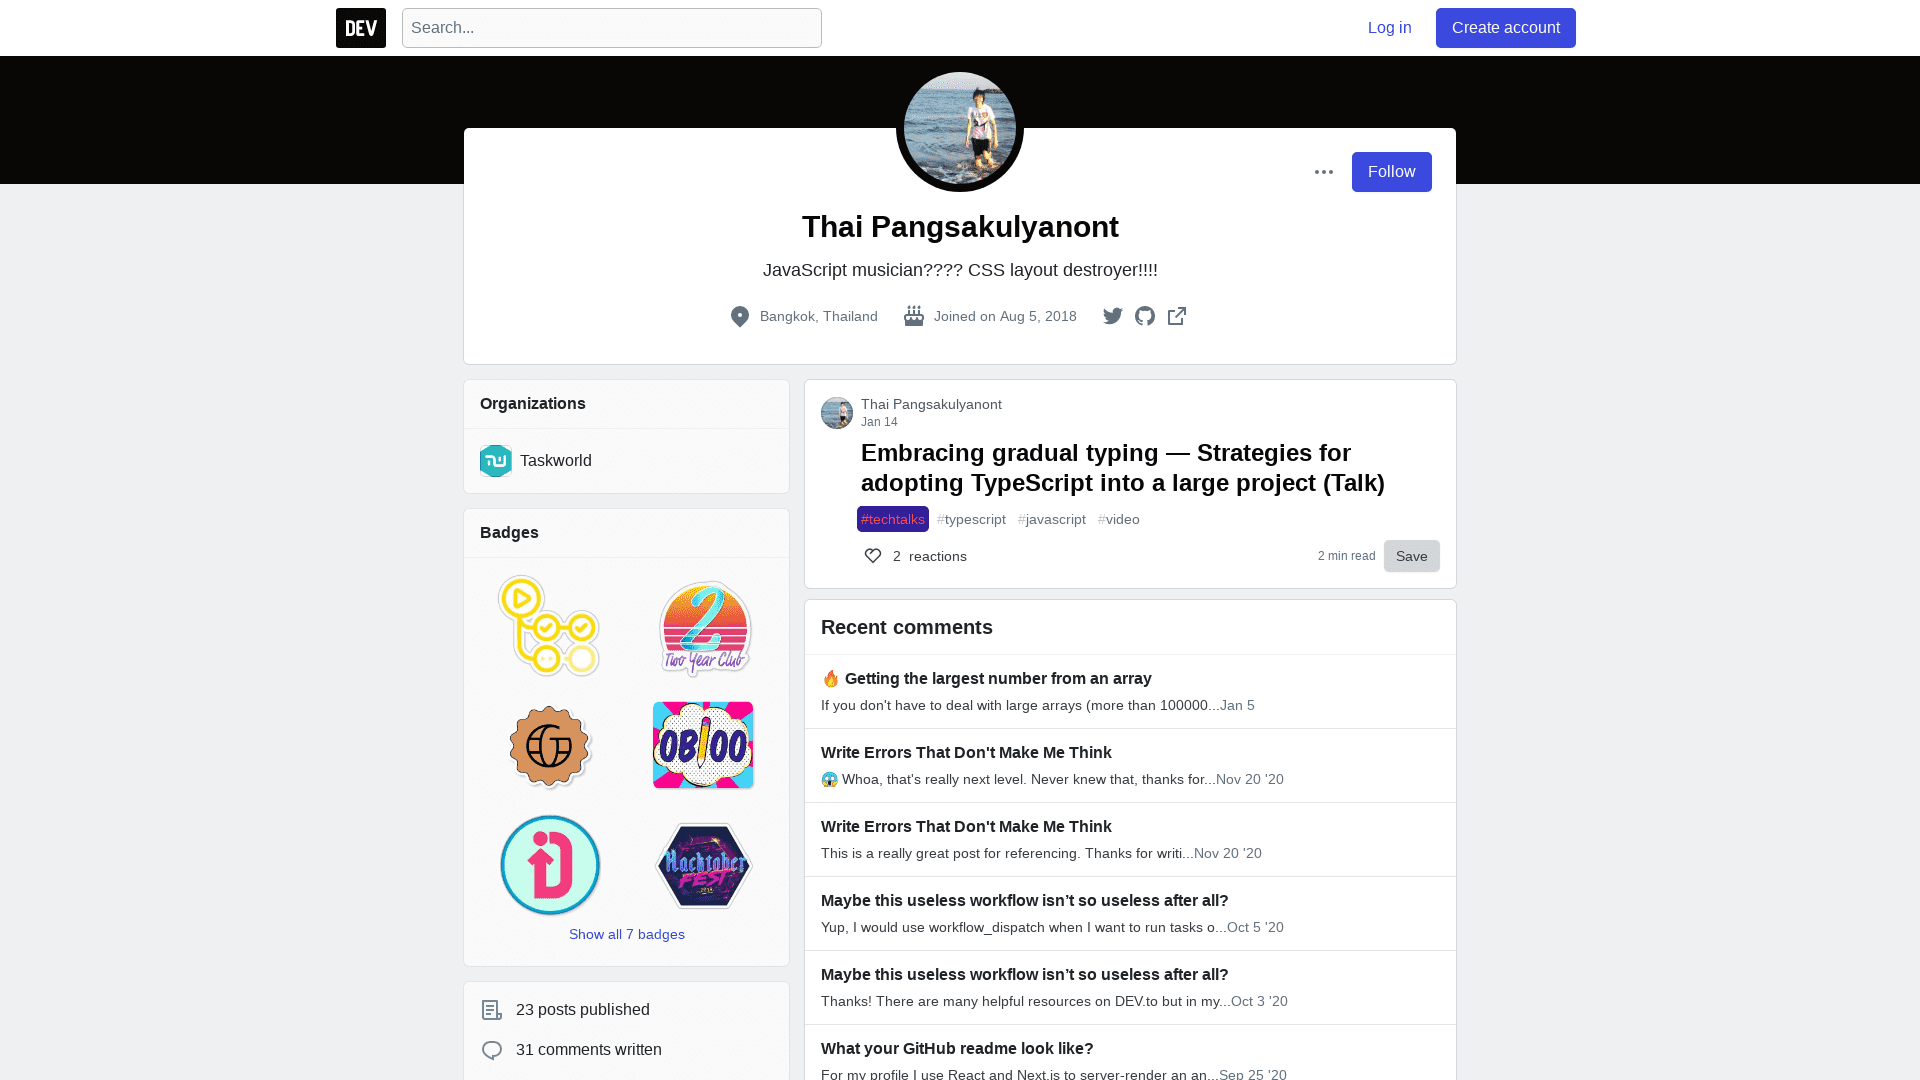 DEV
Search...
Log in
Create account
Follow
Thai Pangsakulyanont
JavaScript musician???? CSS layout destroyer!!!!
Bangkok, Thailand
Joined on Aug 5, 2018
Organizations
Taskworld
Badges
2
Two Year Club
OB100
Hacktober
FEST
Show all 7 badges
23 posts published
31 comments written
Thai Pangsakulyanont
Jan 14
Embracing gradual typing — Strategies for
adopting TypeScript into a large project (Talk)
#techtalks #typescript #javascript #video
2 reactions
2 min read
Save
Recent comments
🔥 Getting the largest number from an array
If you don't have to deal with large arrays (more than 100000...Jan 5
Write Errors That Don't Make Me Think
😱 Whoa, that's really next level. Never knew that, thanks for...Nov 20 '20
Write Errors That Don't Make Me Think
This is a really great post for referencing. Thanks for writi...Nov 20 '20
Maybe this useless workflow isn’t so useless after all?
Yup, I would use workflow_dispatch when I want to run tasks o...Oct 5 '20
Maybe this useless workflow isn’t so useless after all?
Thanks! There are many helpful resources on DEV.to but in my...Oct 3 '20
What your GitHub readme look like?
For my profile I use React and Next.js to server-render an an...Sep 25 '20